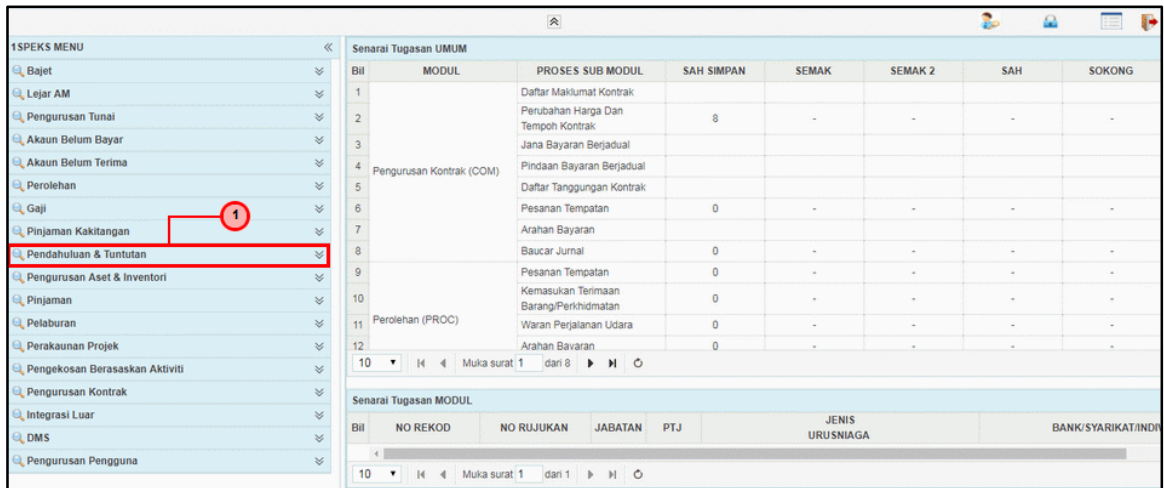 1SPEKS MENU
Bajet
Lejar AM
Pengurusan Tunai
Akaun Belum Bayar
Akaun Belum Terima
Perolehan
Gaji
1
Pinjaman Kakitangan
Pendahuluan & Tuntutan
Pengurusan Aset & Inventori
Pinjaman
Pelaburan
Perakaunan Projek
Pengekosan Berasaskan Aktiviti
Pengurusan Kontrak
Integrasi Luar
DMS
Pengurusan Pengguna
Senarai Tugasan UMUM
Bil MODUL PROSES SUB MODUL SAH SIMPAN SEMAK SEMAK 2 SAH SOKONG
1 Daftar Maklumat Kontrak
2 Perubahan Harga Dan
Tempoh Kontrak 8 - - - -
3 Jana Bayaran Berjadual
4 Pengurusan Kontrak (COM) Pindaan Bayaran Berjadual
5 Daftar Tanggungan Kontrak
6 Pesanan Tempatan 0 - - - -
7 Arahan Bayaran
8 Baucar Jurnal 0 - - - -
9 Pesanan Tempatan 0 - - - -
10 Kemasukan Terimaan
Barang/Perkhidmatan 0 - - - -
11 Perolehan (PROC) Waran Perjalanan Udara 0 - - - -
12 Arahan Bayaran 0 - - - -
10 Muka surat 1 dari 8
Senarai Tugasan MODUL
Bil NO REKOD NO RUJUKAN JABATAN PTJ JENIS
URUSNIAGA BANK/SYARIKAT/INDIV
10 Muka surat 1 dari 1